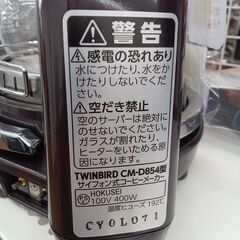 警告
感電の恐れあり
水につけたり、水をか
けたりしないでくださ
い。
空だき禁止
空のサーバーは絶対に
のせないでください。
ガラスが割れたり、ヒ
ーターをいためる原因
になります。
TWINBIRD CM-D854型
サイフォン式コーヒーメーカー
HOKUSEI
100V 400W
温度ヒューズ 192℃
CYOLO71